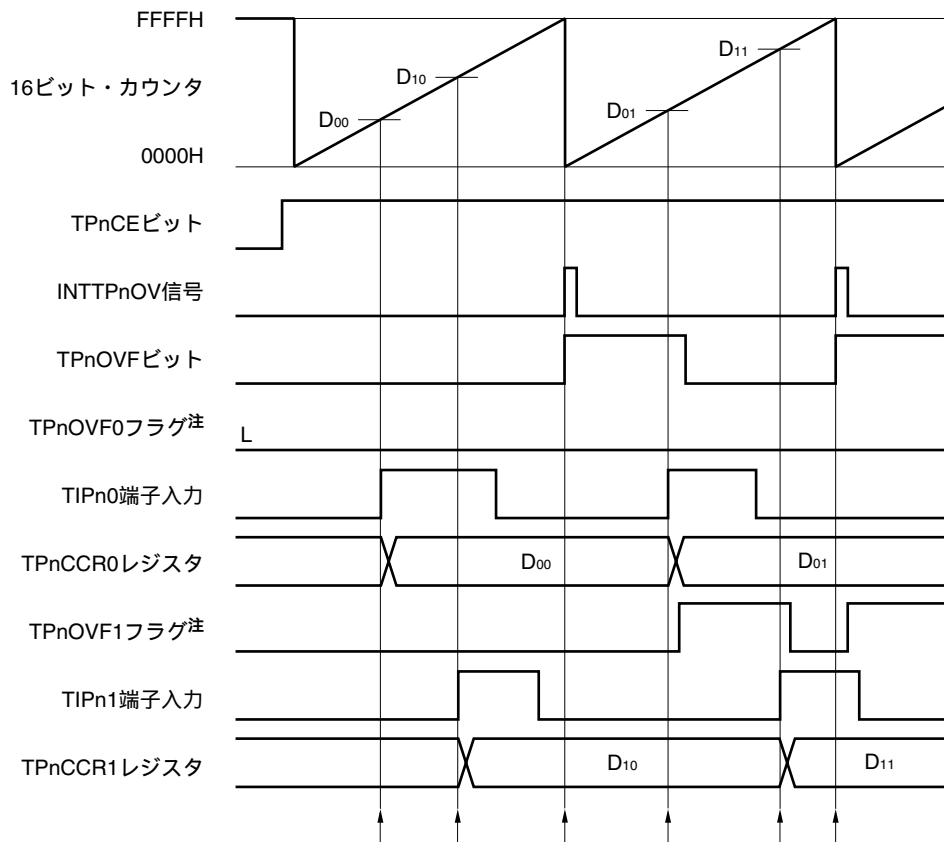 FFFFH
16ビット・カウンタ
0000H
D00
D10
D01
D11
TPnCEビット
INTTPnOV信号
TPnOVFビット
TPnOVF0フラグ注
L
TIPn0端子入力
TPnCCR0レジスタ
D00
D01
TPnOVF1フラグ注
TIPn1端子入力
TPnCCR1レジスタ
D10
D11